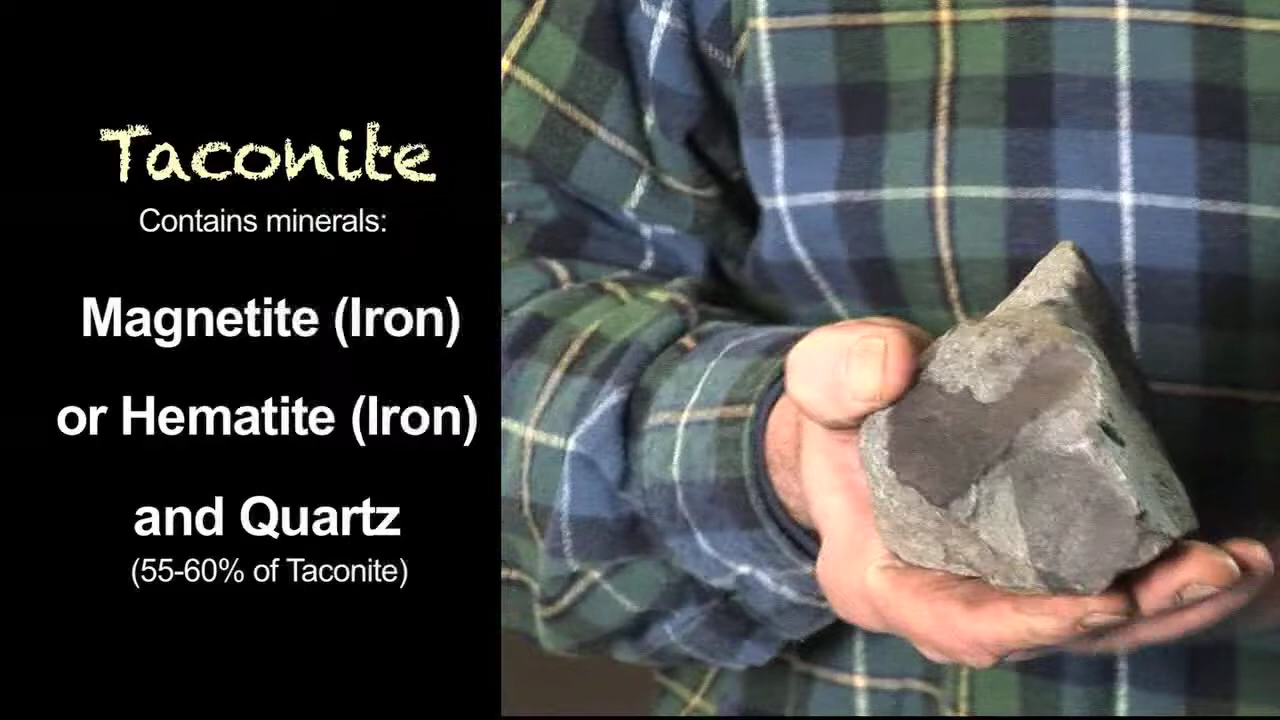 Taconite
Contains minerals:
Magnetite (Iron)
or Hematite (Iron)
and Quartz
(55-60% of Taconite)